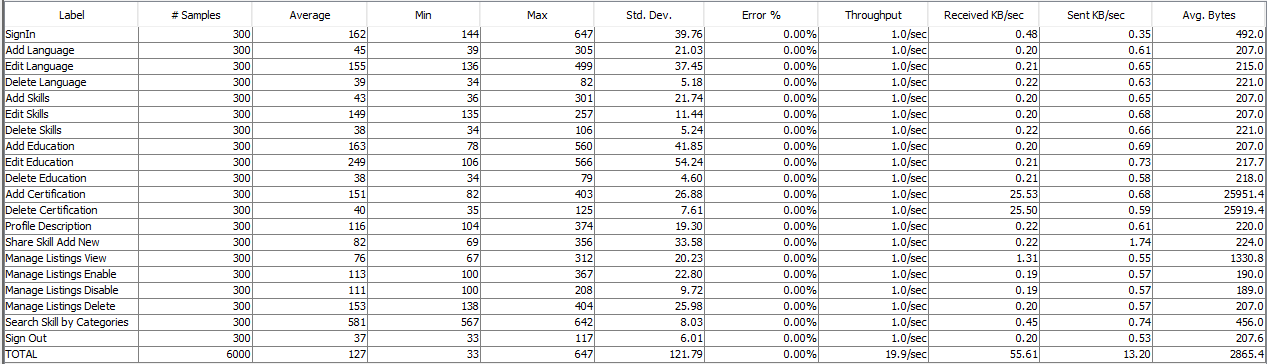 Label # Samples Average Min Max Std. Dev. Error % Throughput Received KB/sec Sent KB/sec Avg. Bytes
SignIn 300 162 144 647 39.76 0.00% 1.0/sec 0.48 0.35 492.0
Add Language 300 45 39 305 21.03 0.00% 1.0/sec 0.20 0.61 207.0
Edit Language 300 155 136 499 37.45 0.00% 1.0/sec 0.21 0.65 215.0
Delete Language 300 39 34 82 5.18 0.00% 1.0/sec 0.22 0.63 221.0
Add Skills 300 43 36 301 21.74 0.00% 1.0/sec 0.20 0.65 207.0
Edit Skills 300 149 135 257 11.44 0.00% 1.0/sec 0.20 0.68 207.0
Delete Skills 300 38 34 106 5.24 0.00% 1.0/sec 0.22 0.66 221.0
Add Education 300 163 78 560 41.85 0.00% 1.0/sec 0.20 0.69 207.0
Edit Education 300 249 106 566 54.24 0.00% 1.0/sec 0.21 0.73 217.7
Delete Education 300 38 34 79 4.60 0.00% 1.0/sec 0.21 0.58 218.0
Add Certification 300 151 82 403 26.88 0.00% 1.0/sec 25.53 0.68 25951.4
Delete Certification 300 40 35 125 7.61 0.00% 1.0/sec 25.50 0.59 25919.4
Profile Description 300 116 104 374 19.30 0.00% 1.0/sec 0.22 0.61 220.0
Share Skill Add New 300 82 69 356 33.58 0.00% 1.0/sec 0.22 1.74 224.0
Manage Listings View 300 76 67 312 20.23 0.00% 1.0/sec 1.31 0.55 1330.8
Manage Listings Enable 300 113 100 367 22.80 0.00% 1.0/sec 0.19 0.57 190.0
Manage Listings Disable 300 111 100 208 9.72 0.00% 1.0/sec 0.19 0.57 189.0
Manage Listings Delete 300 153 138 404 25.98 0.00% 1.0/sec 0.20 0.57 207.0
Search Skill by Categories 300 581 567 642 8.03 0.00% 1.0/sec 0.45 0.74 456.0
Sign Out 300 37 33 117 6.01 0.00% 1.0/sec 0.20 0.53 207.6
TOTAL 6000 127 33 647 121.79 0.00% 19.9/sec 55.61 13.20 2865.4